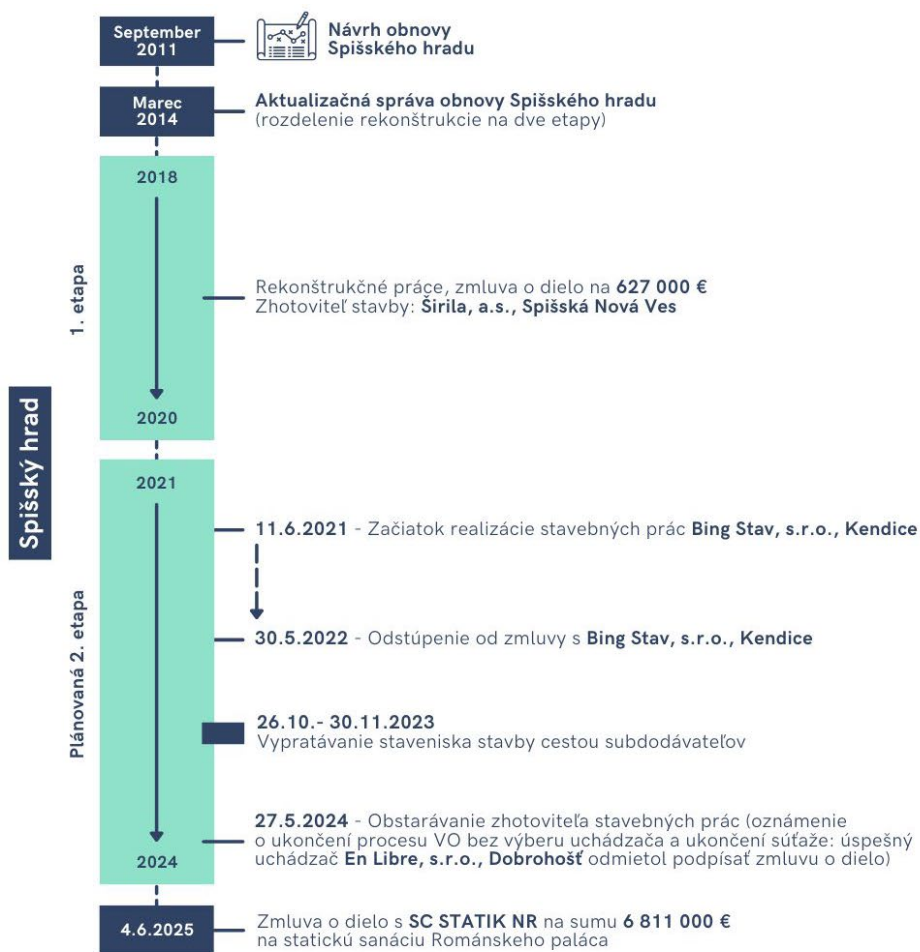 Spišský hrad
September
2011
Návrh obnovy
Spišského hradu
Marec
2014
Aktualizačná správa obnovy Spišského hradu
(rozdelenie rekonštrukcie na dve etapy)
1. etapa
2018
Rekonštrukčné práce, zmluva o dielo na 627 000 €
Zhotoviteľ stavby: Širila, a.s., Spišská Nová Ves
2020
Plánovaná 2. etapa
2021
11.6.2021 - Začiatok realizácie stavebných prác Bing Stav, s.r.o., Kendice
30.5.2022 - Odstúpenie od zmluvy s Bing Stav, s.r.o., Kendice
26.10.- 30.11.2023
Vypratávanie staveniska stavby cestou subdodávateľov
27.5.2024 - Obstarávanie zhotoviteľa stavebných prác (oznámenie
o ukončení procesu VO bez výberu uchádzača a ukončení súťaže: úspešný
uchádzač En Libre, s.r.o., Dobrohošť odmietol podpísať zmluvu o dielo)
2024
4.6.2025
Zmluva o dielo s SC STATIK NR na sumu 6 811 000 €
na statickú sanáciu Románskeho paláca